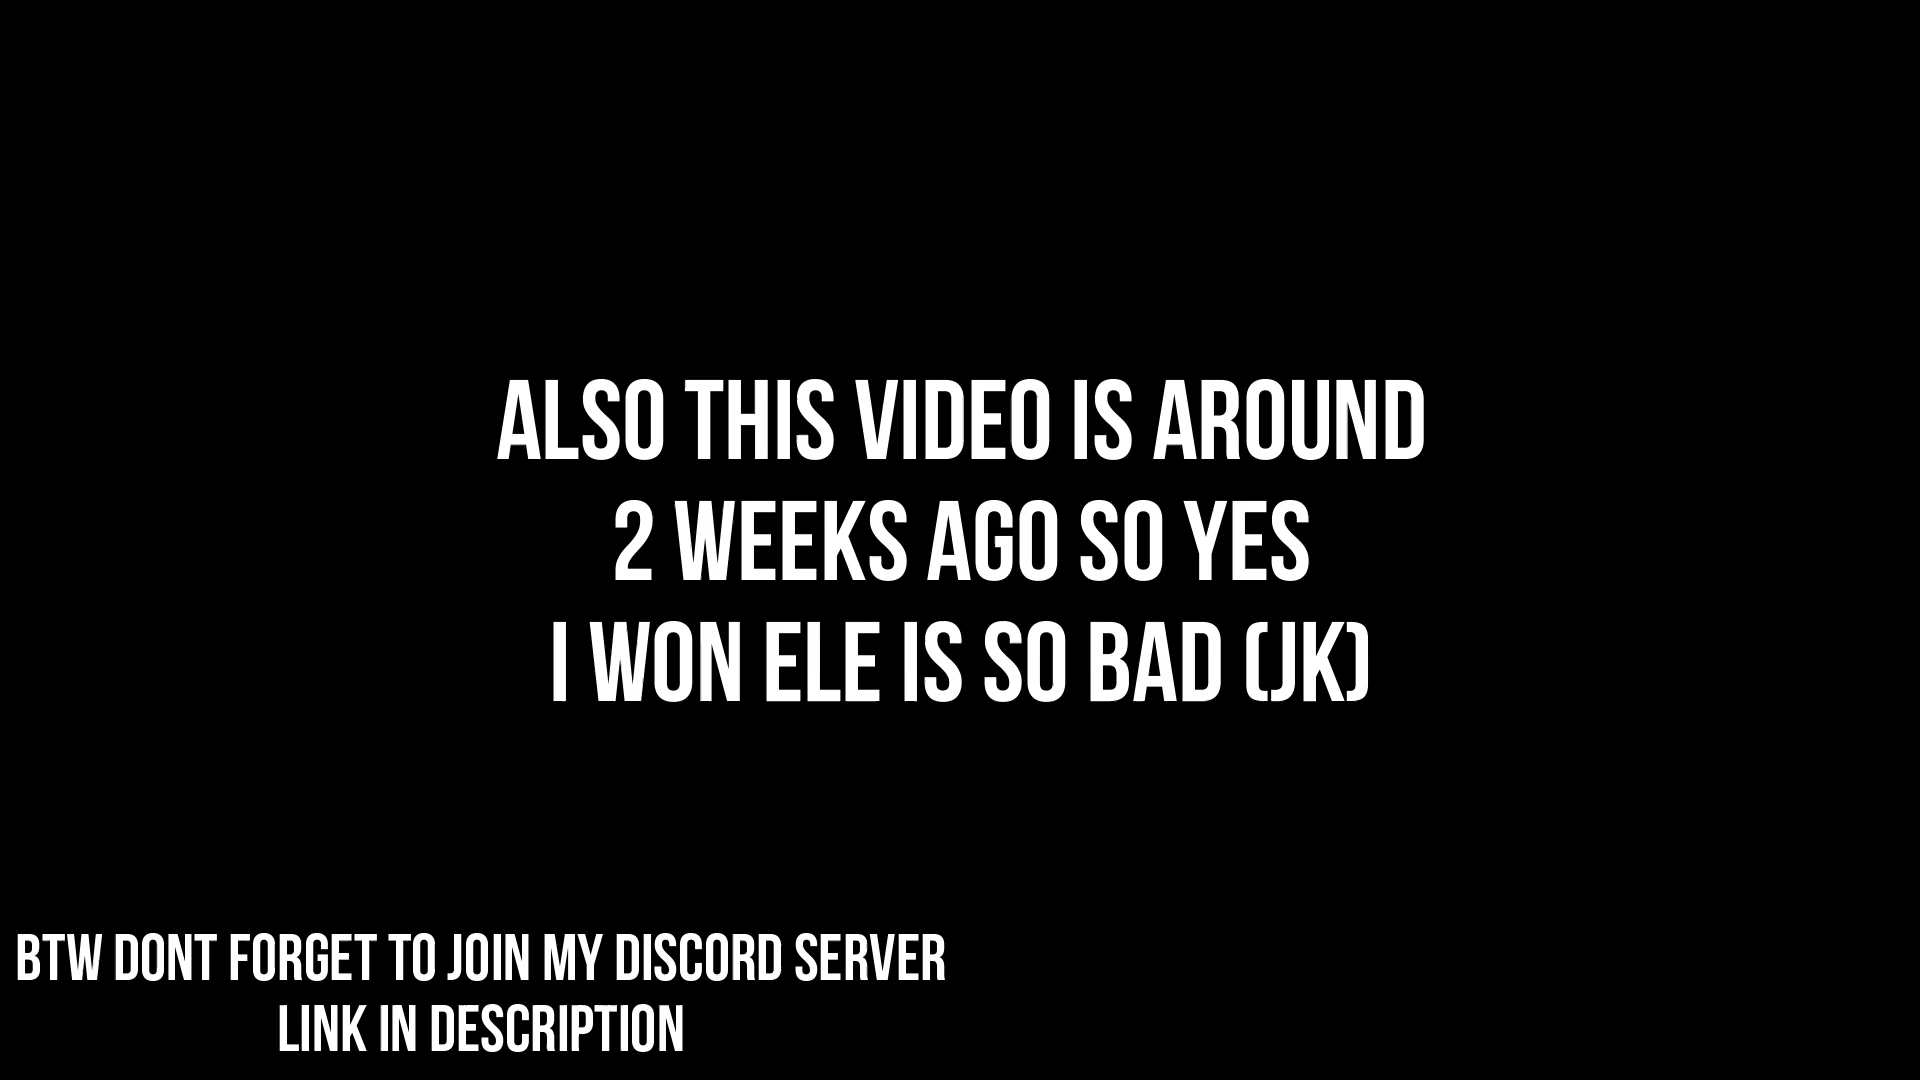 ALSO THIS VIDEO IS AROUND
2 WEEKS AGO SO YES
I WON ELE IS SO BAD (JK)
BTW DONT FORGET TO JOIN MY DISCORD SERVER
LINK IN DESCRIPTION